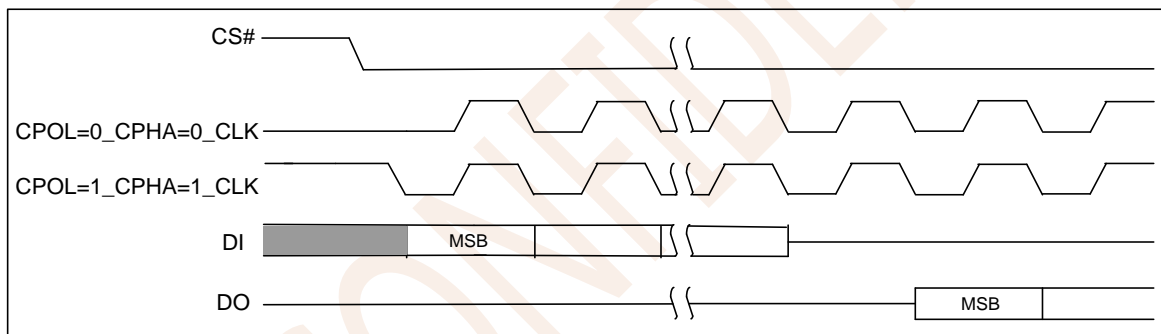 CS#
CPOL=0_CPHA=0_CLK
CPOL=1_CPHA=1_CLK
DI
MSB
DO
MSB